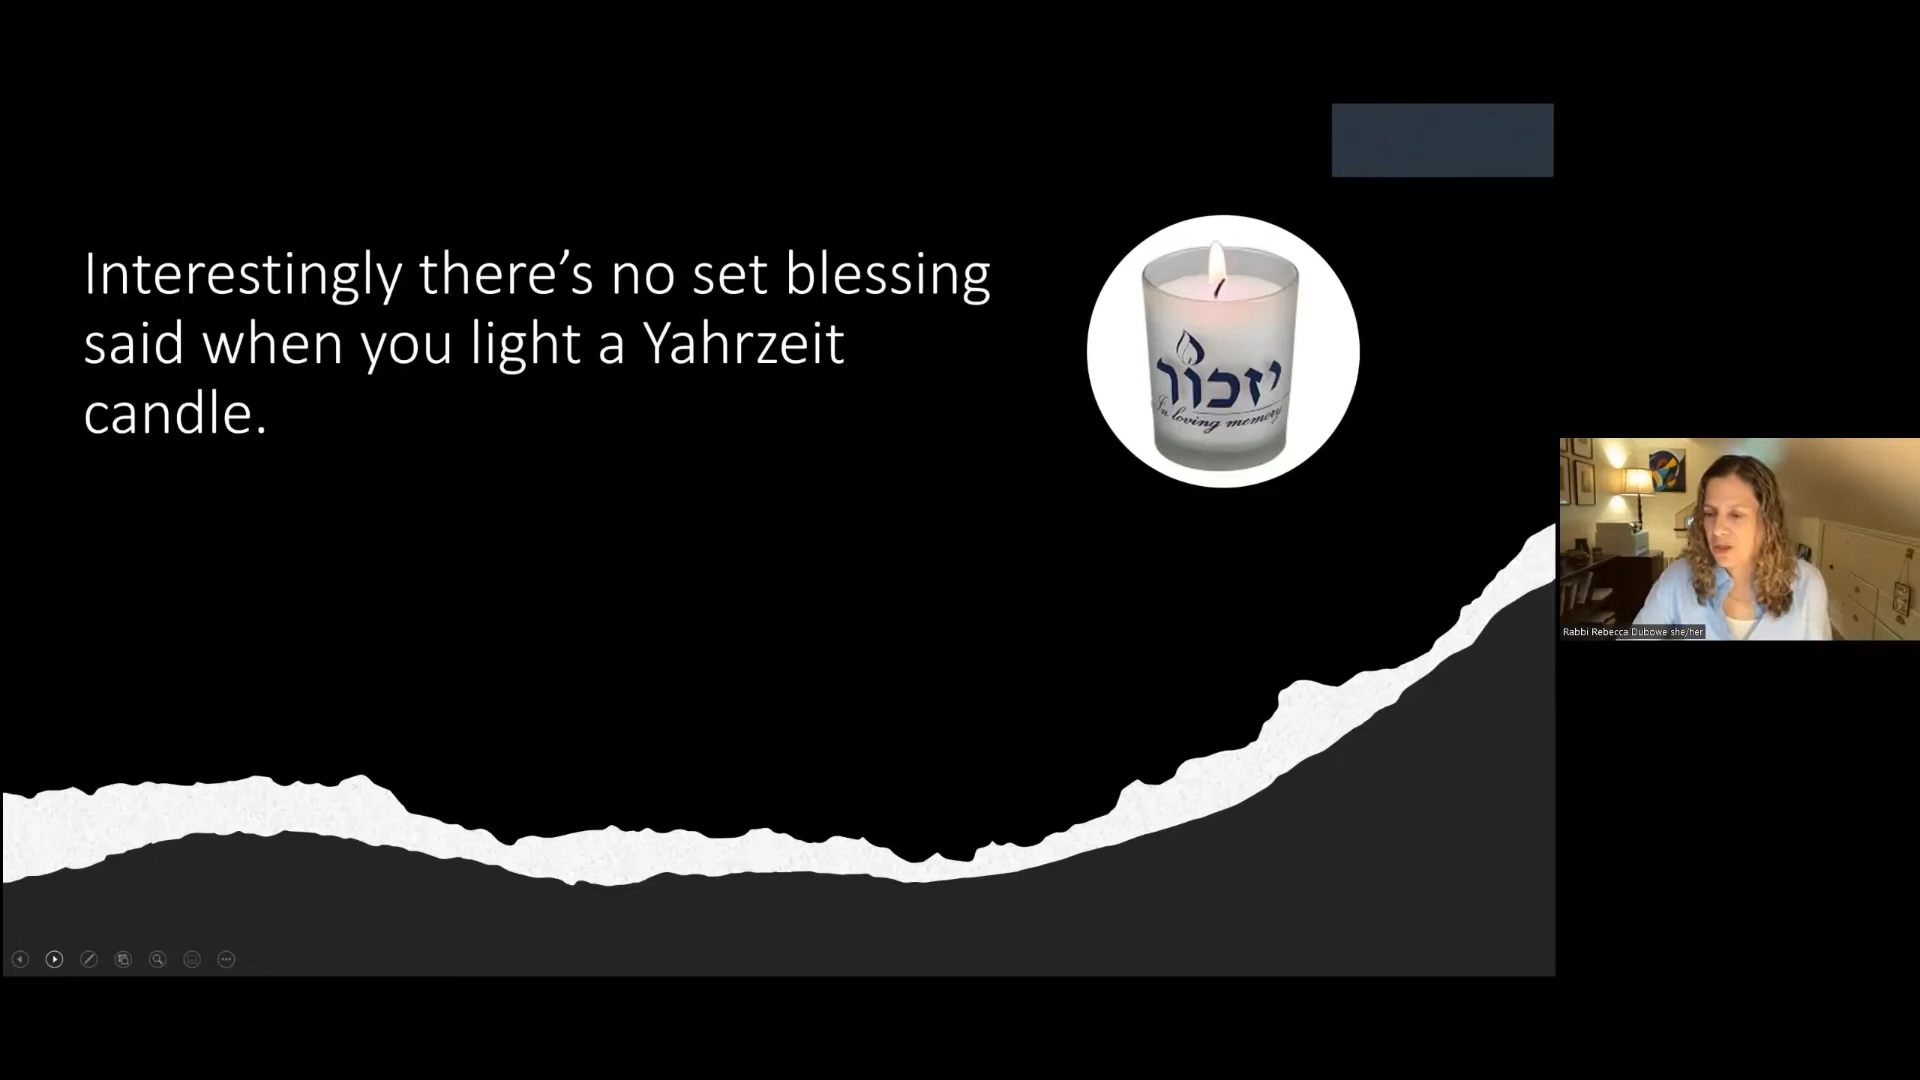 Interestingly there’s no set blessing
said when you light a Yahrzeit
candle.
יזכור
In loving memory
Rabbi Rebecca Dubowe she/her